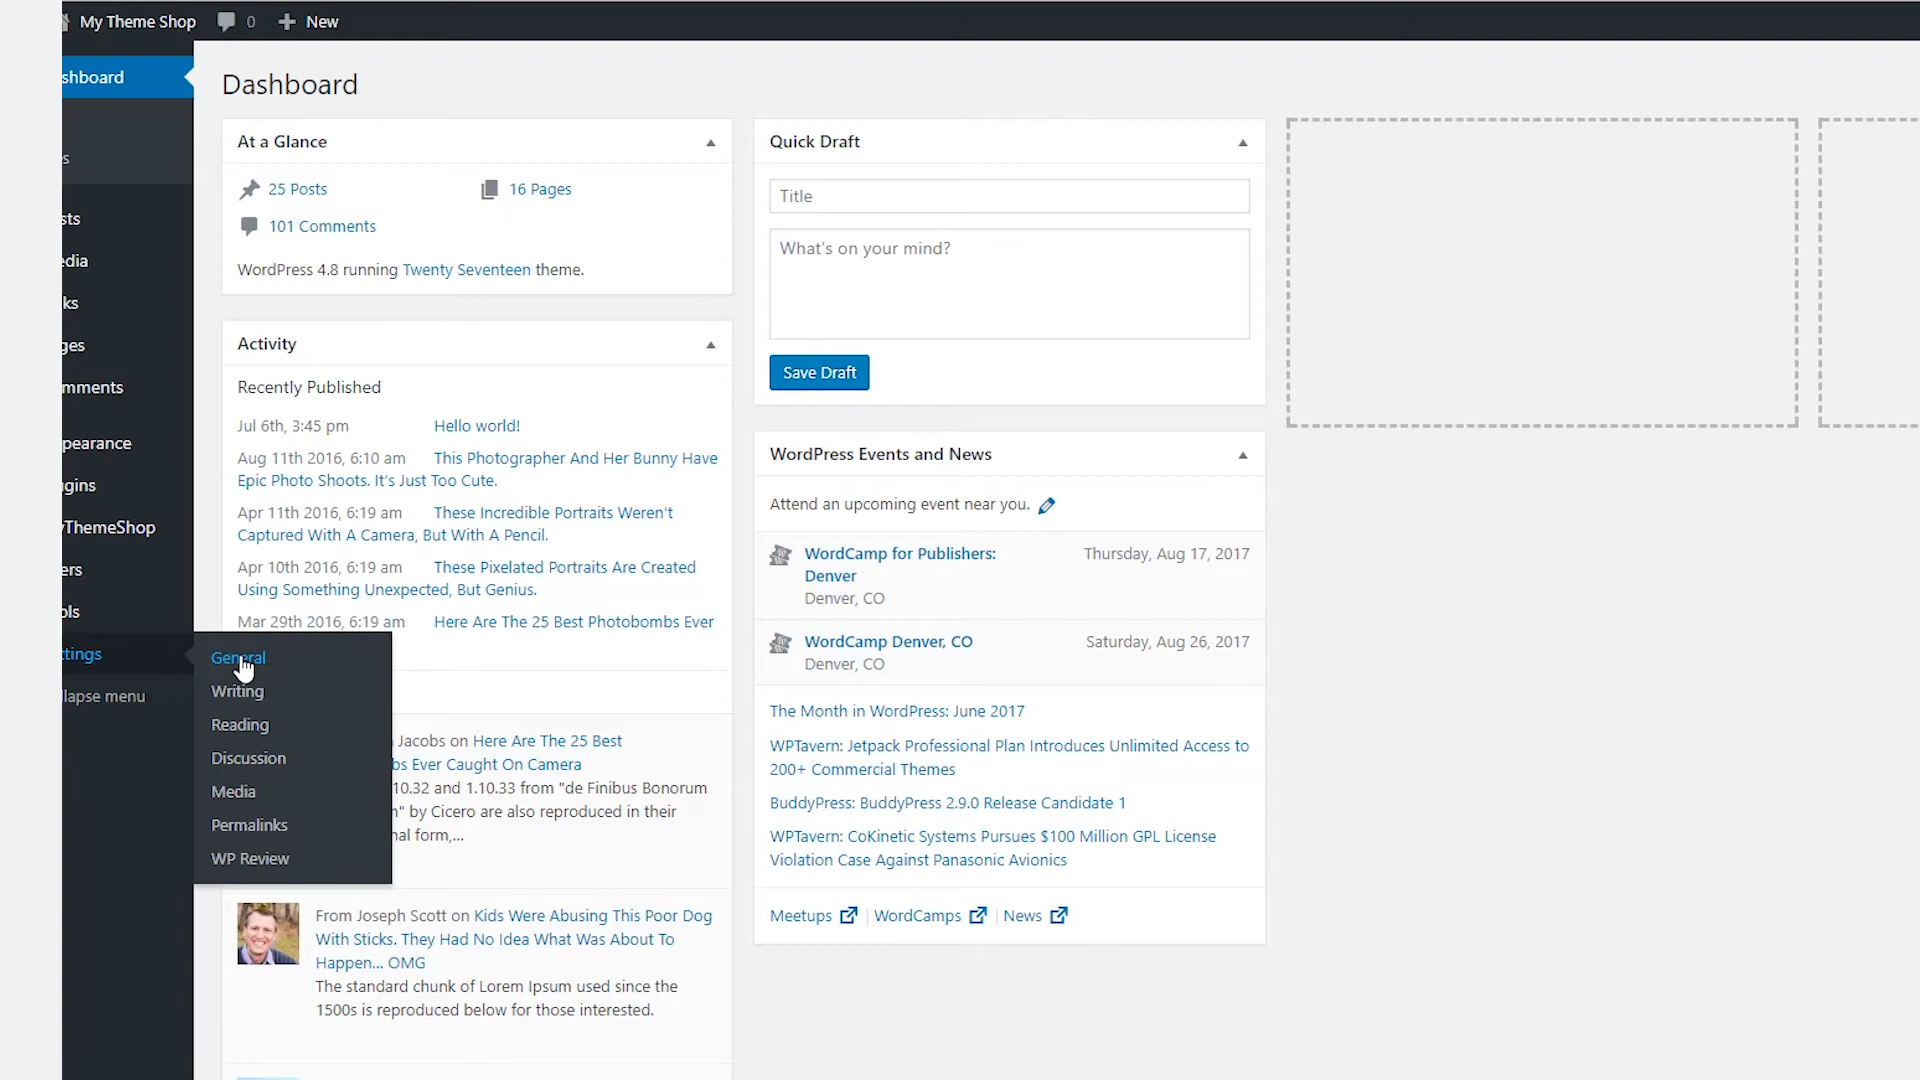 My Theme Shop 0 New
shboard
es
sts
edia
ks
ges
mments
pearance
ugins
yThemeShop
ers
ols
ttings
llapse menu
General
Writing
Reading
Discussion
Media
Permalinks
WP Review
Dashboard
At a Glance
25 Posts
16 Pages
101 Comments
WordPress 4.8 running Twenty Seventeen theme.
Activity
Recently Published
Jul 6th, 3:45 pm Hello world!
Aug 11th 2016, 6:10 am This Photographer And Her Bunny Have
Epic Photo Shoots. It's Just Too Cute.
Apr 11th 2016, 6:19 am These Incredible Portraits Weren't
Captured With A Camera, But With A Pencil.
Apr 10th 2016, 6:19 am These Pixelated Portraits Are Created
Using Something Unexpected, But Genius.
Mar 29th 2016, 6:19 am Here Are The 25 Best Photobombs Ever
Jacobs on Here Are The 25 Best
bs Ever Caught On Camera
10.32 and 1.10.33 from "de Finibus Bonorum
" by Cicero are also reproduced in their
nal form,...
From Joseph Scott on Kids Were Abusing This Poor Dog
With Sticks. They Had No Idea What Was About To
Happen... OMG
The standard chunk of Lorem Ipsum used since the
1500s is reproduced below for those interested.
Quick Draft
Title
What's on your mind?
Save Draft
WordPress Events and News
Attend an upcoming event near you.
WordCamp for Publishers: Thursday, Aug 17, 2017
Denver
Denver, CO
WordCamp Denver, CO Saturday, Aug 26, 2017
Denver, CO
The Month in WordPress: June 2017
WPTavern: Jetpack Professional Plan Introduces Unlimited Access to
200+ Commercial Themes
BuddyPress: BuddyPress 2.9.0 Release Candidate 1
WPTavern: CoKinetic Systems Pursues $100 Million GPL License
Violation Case Against Panasonic Avionics
Meetups | WordCamps | News